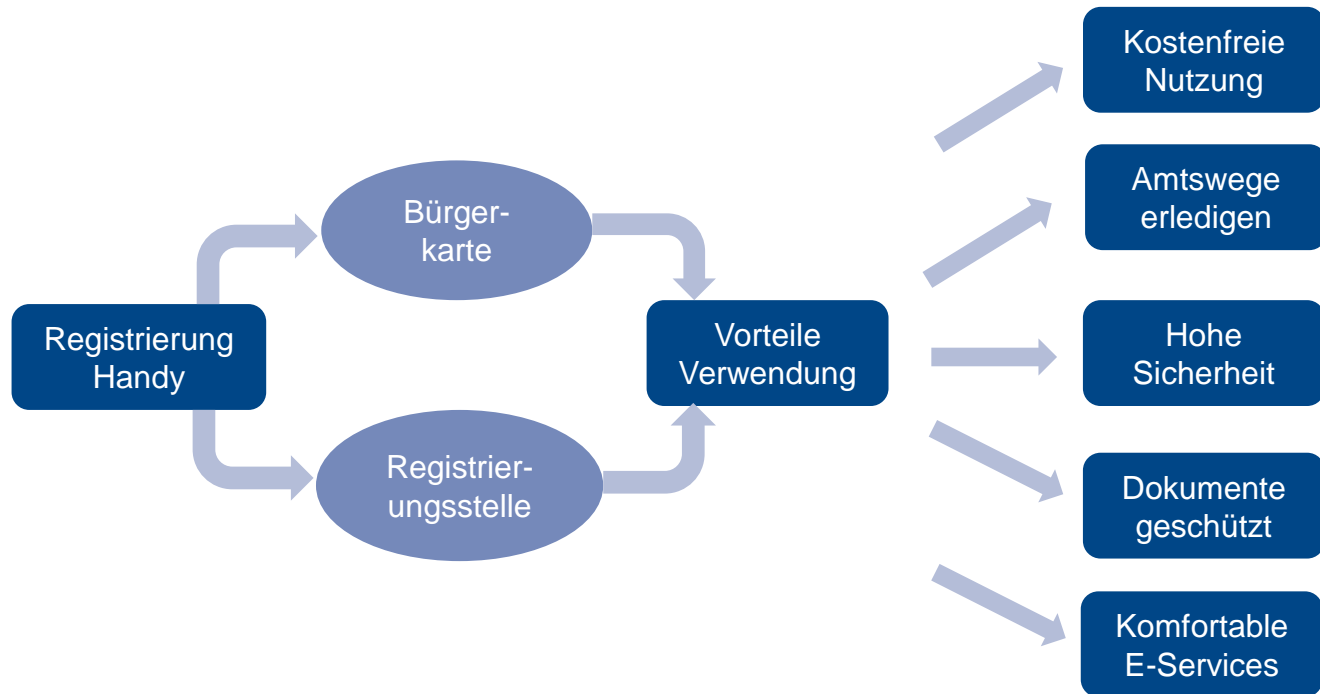 Registrierung
Handy
Bürger-
karte
Registrier-
ungsstelle
Vorteile
Verwendung
Kostenfreie
Nutzung
Amtswege
erledigen
Hohe
Sicherheit
Dokumente
geschützt
Komfortable
E-Services